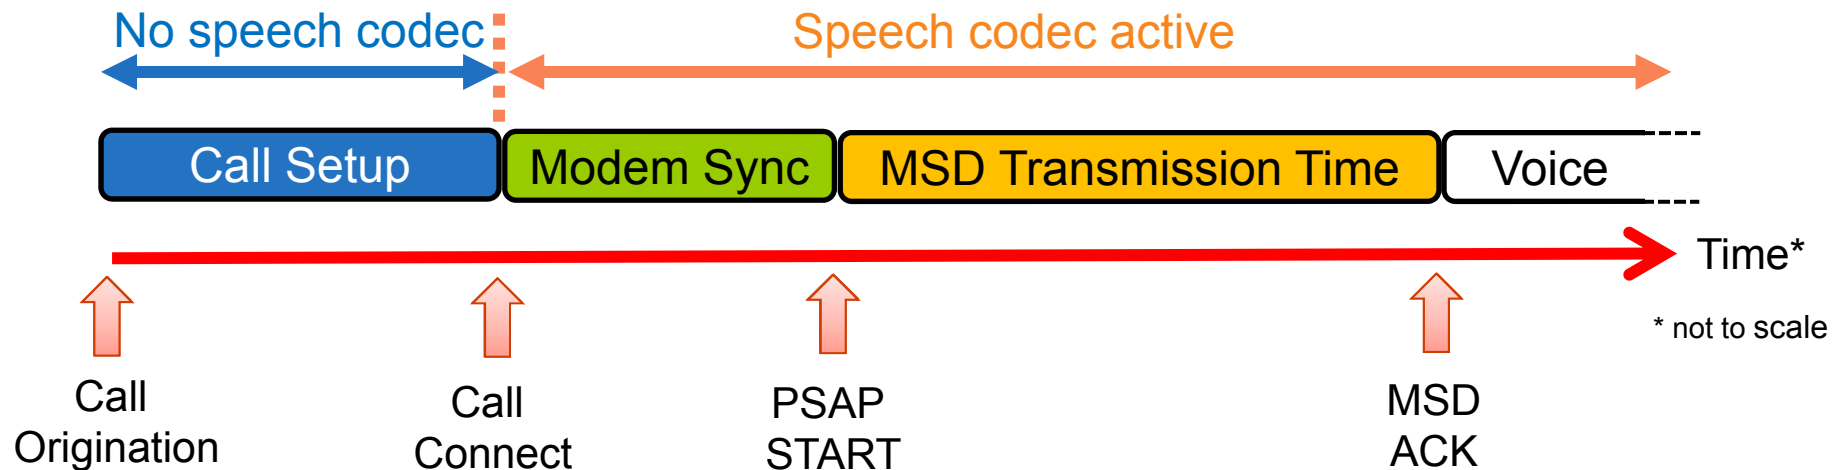 No speech codec
Speech codec active
Call Setup
Modem Sync
MSD Transmission Time
Voice
Time*
* not to scale
Call
Origination
Call
Connect
PSAP
START
MSD
ACK